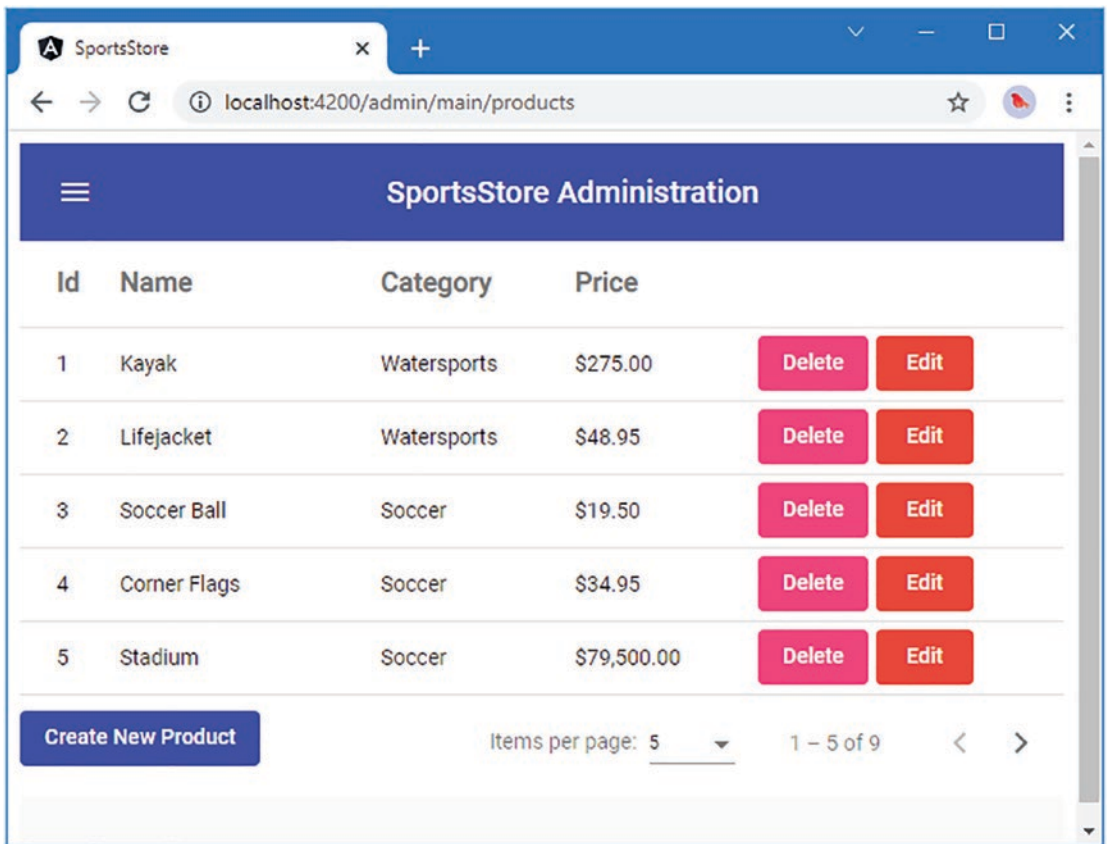 SportsStore
localhost:4200/admin/main/products
SportsStore Administration
Id Name Category Price
1 Kayak Watersports $275.00 Delete Edit
2 Lifejacket Watersports $48.95 Delete Edit
3 Soccer Ball Soccer $19.50 Delete Edit
4 Corner Flags Soccer $34.95 Delete Edit
5 Stadium Soccer $79,500.00 Delete Edit
Create New Product Items per page: 5 1 – 5 of 9